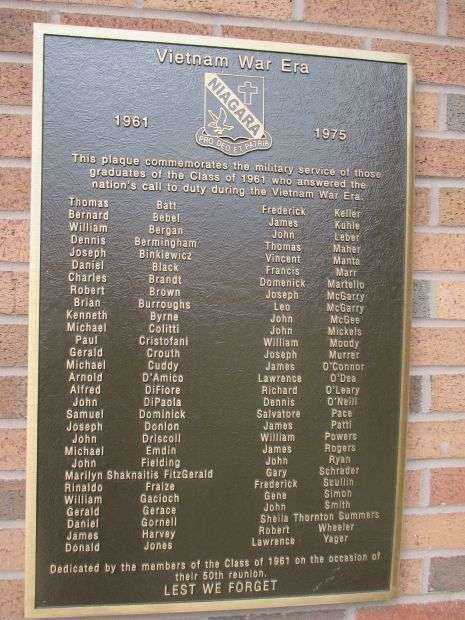 Vietnam War Era
NIAGARA
PRO DEO ET PATRIA
1961
1975
This plaque commemorates the military service of those
graduates of the Class of 1961 who answered the
nation's call to duty during the Vietnam War Era.
Thomas Batt
Bernard Bebel
William Bergan
Dennis Bermingham
Joseph Binkiewicz
Daniel Black
Charles Brandt
Robert Brown
Brian Burroughs
Kenneth Byrne
Michael Colitti
Paul Cristofani
Gerald Crouth
Michael Cuddy
Arnold D'Amico
Alfred DiFiore
John DiPaola
Samuel Dominick
Joseph Donlon
John Driscoll
Michael Emdin
John Fielding
Marilyn Shaknaitis FitzGerald
Rinaldo Fraize
William Gacioch
Gerald Gerace
Daniel Gornell
James Harvey
Donald Jones
Frederick Keller
James Kuhle
John Leber
Thomas Maher
Vincent Manta
Francis Marr
Domenick Martello
Joseph McGarry
Leo McGarry
John McGee
John Mickels
William Moody
Joseph Murrer
James O'Connor
Lawrence O'Dea
Richard O'Leary
Dennis O'Neill
Salvatore Pace
James Patti
William Powers
James Rogers
John Ryan
Gary Schrader
Frederick Scullin
Gene Simon
John Smith
Sheila Thornton Summers
Robert Wheeler
Lawrence Yager
Dedicated by the members of the Class of 1961 on the occasion of
their 50th reunion.
LEST WE FORGET